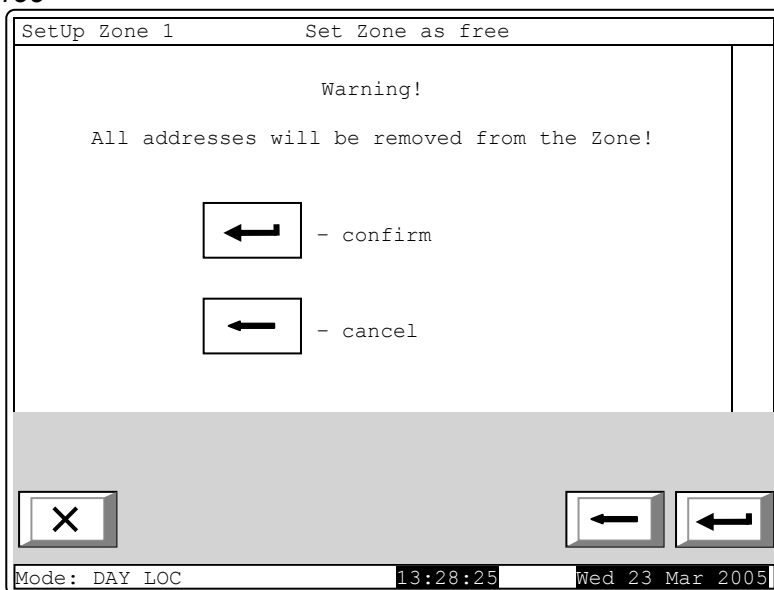 SetUp Zone 1 Set Zone as free
Warning!
All addresses will be removed from the Zone!
- confirm
- cancel
Mode: DAY LOC 13:28:25 Wed 23 Mar 2005